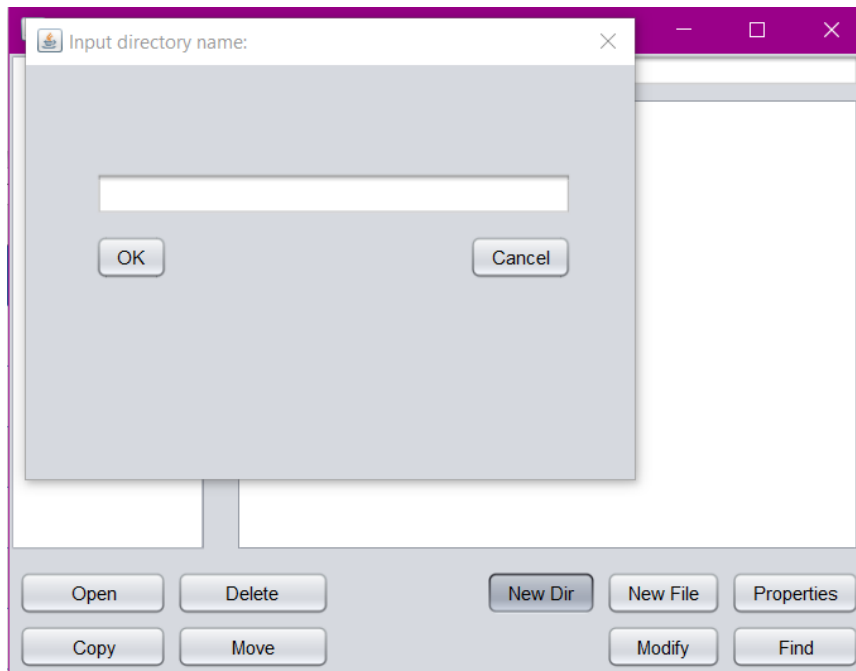 Input directory name:
OK Cancel
Open Delete New Dir New File Properties
Copy Move Modify Find